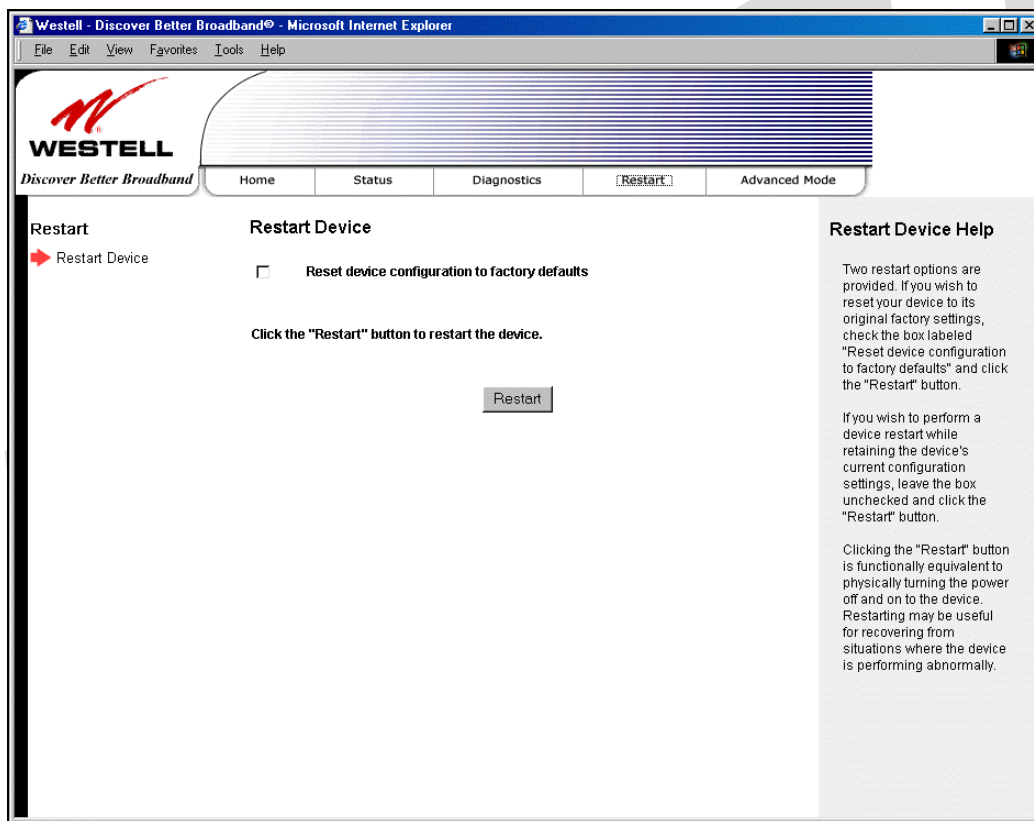 Westell - Discover Better Broadband® - Microsoft Internet Explorer
File Edit View Favorites Tools Help
WESTELL
Discover Better Broadband
Home Status Diagnostics Restart Advanced Mode
Restart
Restart Device
Restart Device
Reset device configuration to factory defaults
Click the "Restart" button to restart the device.
Restart
Restart Device Help
Two restart options are
provided. If you wish to
reset your device to its
original factory settings,
check the box labeled
"Reset device configuration
to factory defaults" and click
the "Restart" button.
If you wish to perform a
device restart while
retaining the device's
current configuration
settings, leave the box
unchecked and click the
"Restart" button.
Clicking the "Restart" button
is functionally equivalent to
physically turning the power
off and on to the device.
Restarting may be useful
for recovering from
situations where the device
is performing abnormally.